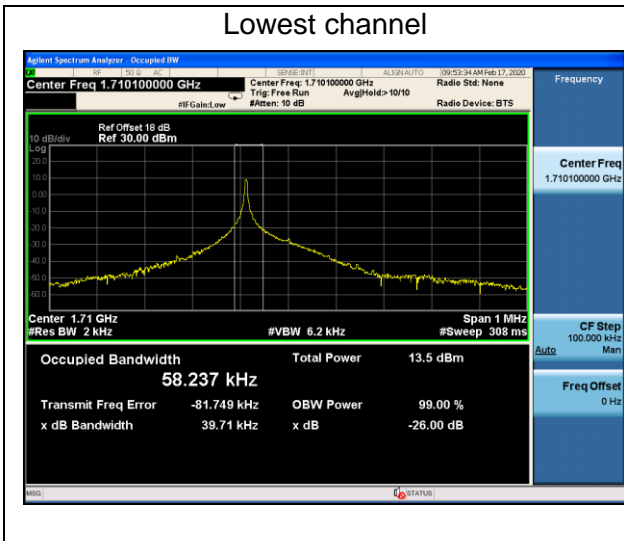 Lowest channel
Agilent Spectrum Analyzer - Occupied BW
RF 50 Ω AC SENSE:INT ALIGN AUTO 09:53:34 AM Feb 17, 2020
Center Freq 1.710100000 GHz Center Freq: 1.710100000 GHz Radio Std: None
Trig: Free Run Avg|Hold:> 10/10
#IFGain:Low #Atten: 10 dB Radio Device: BTS
Ref Offset 18 dB
10 dB/div Ref 30.00 dBm
Log
20.0
10.0
0.00
-10.0
-20.0
-30.0
-40.0
-50.0
-60.0
Center 1.71 GHz Span 1 MHz
#Res BW 2 kHz #VBW 6.2 kHz #Sweep 308 ms
Occupied Bandwidth Total Power 13.5 dBm
58.237 kHz
Transmit Freq Error -81.749 kHz OBW Power 99.00 %
x dB Bandwidth 39.71 kHz x dB -26.00 dB
MSG STATUS
Frequency
Center Freq
1.710100000 GHz
CF Step
100.000 kHz
Auto Man
Freq Offset
0 Hz